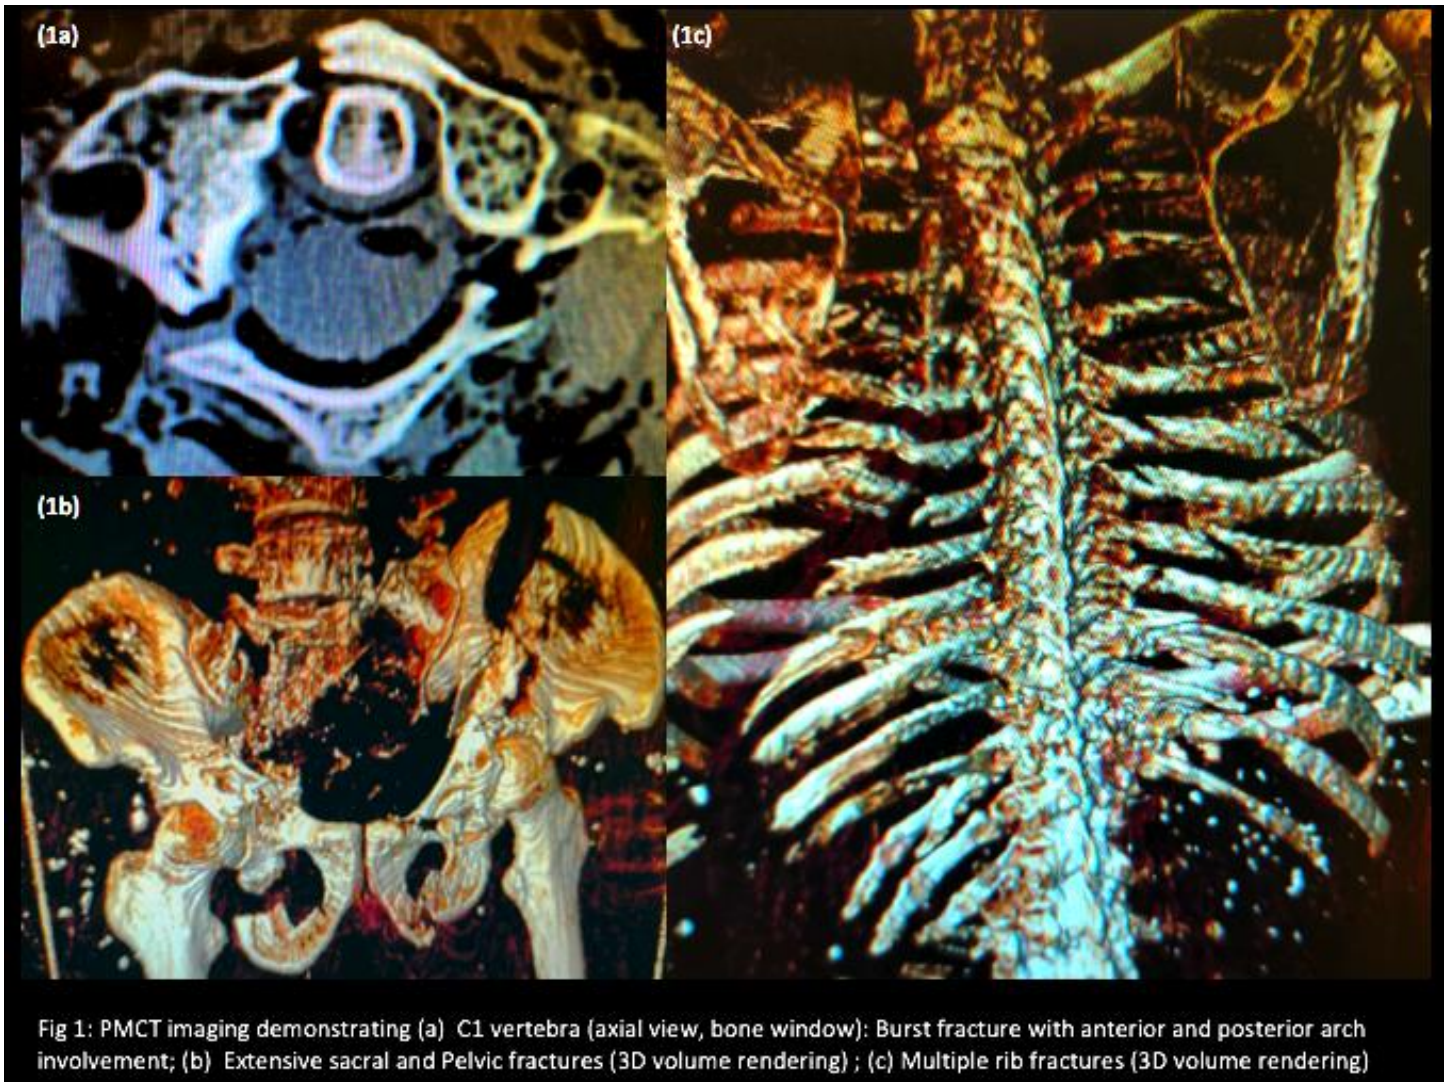 (1a)
(1c)
(1b)
Fig 1: PMCT imaging demonstrating (a)  C1 vertebra (axial view, bone window): Burst fracture with anterior and posterior arch
involvement; (b)  Extensive sacral and Pelvic fractures (3D volume rendering) ; (c) Multiple rib fractures (3D volume rendering)